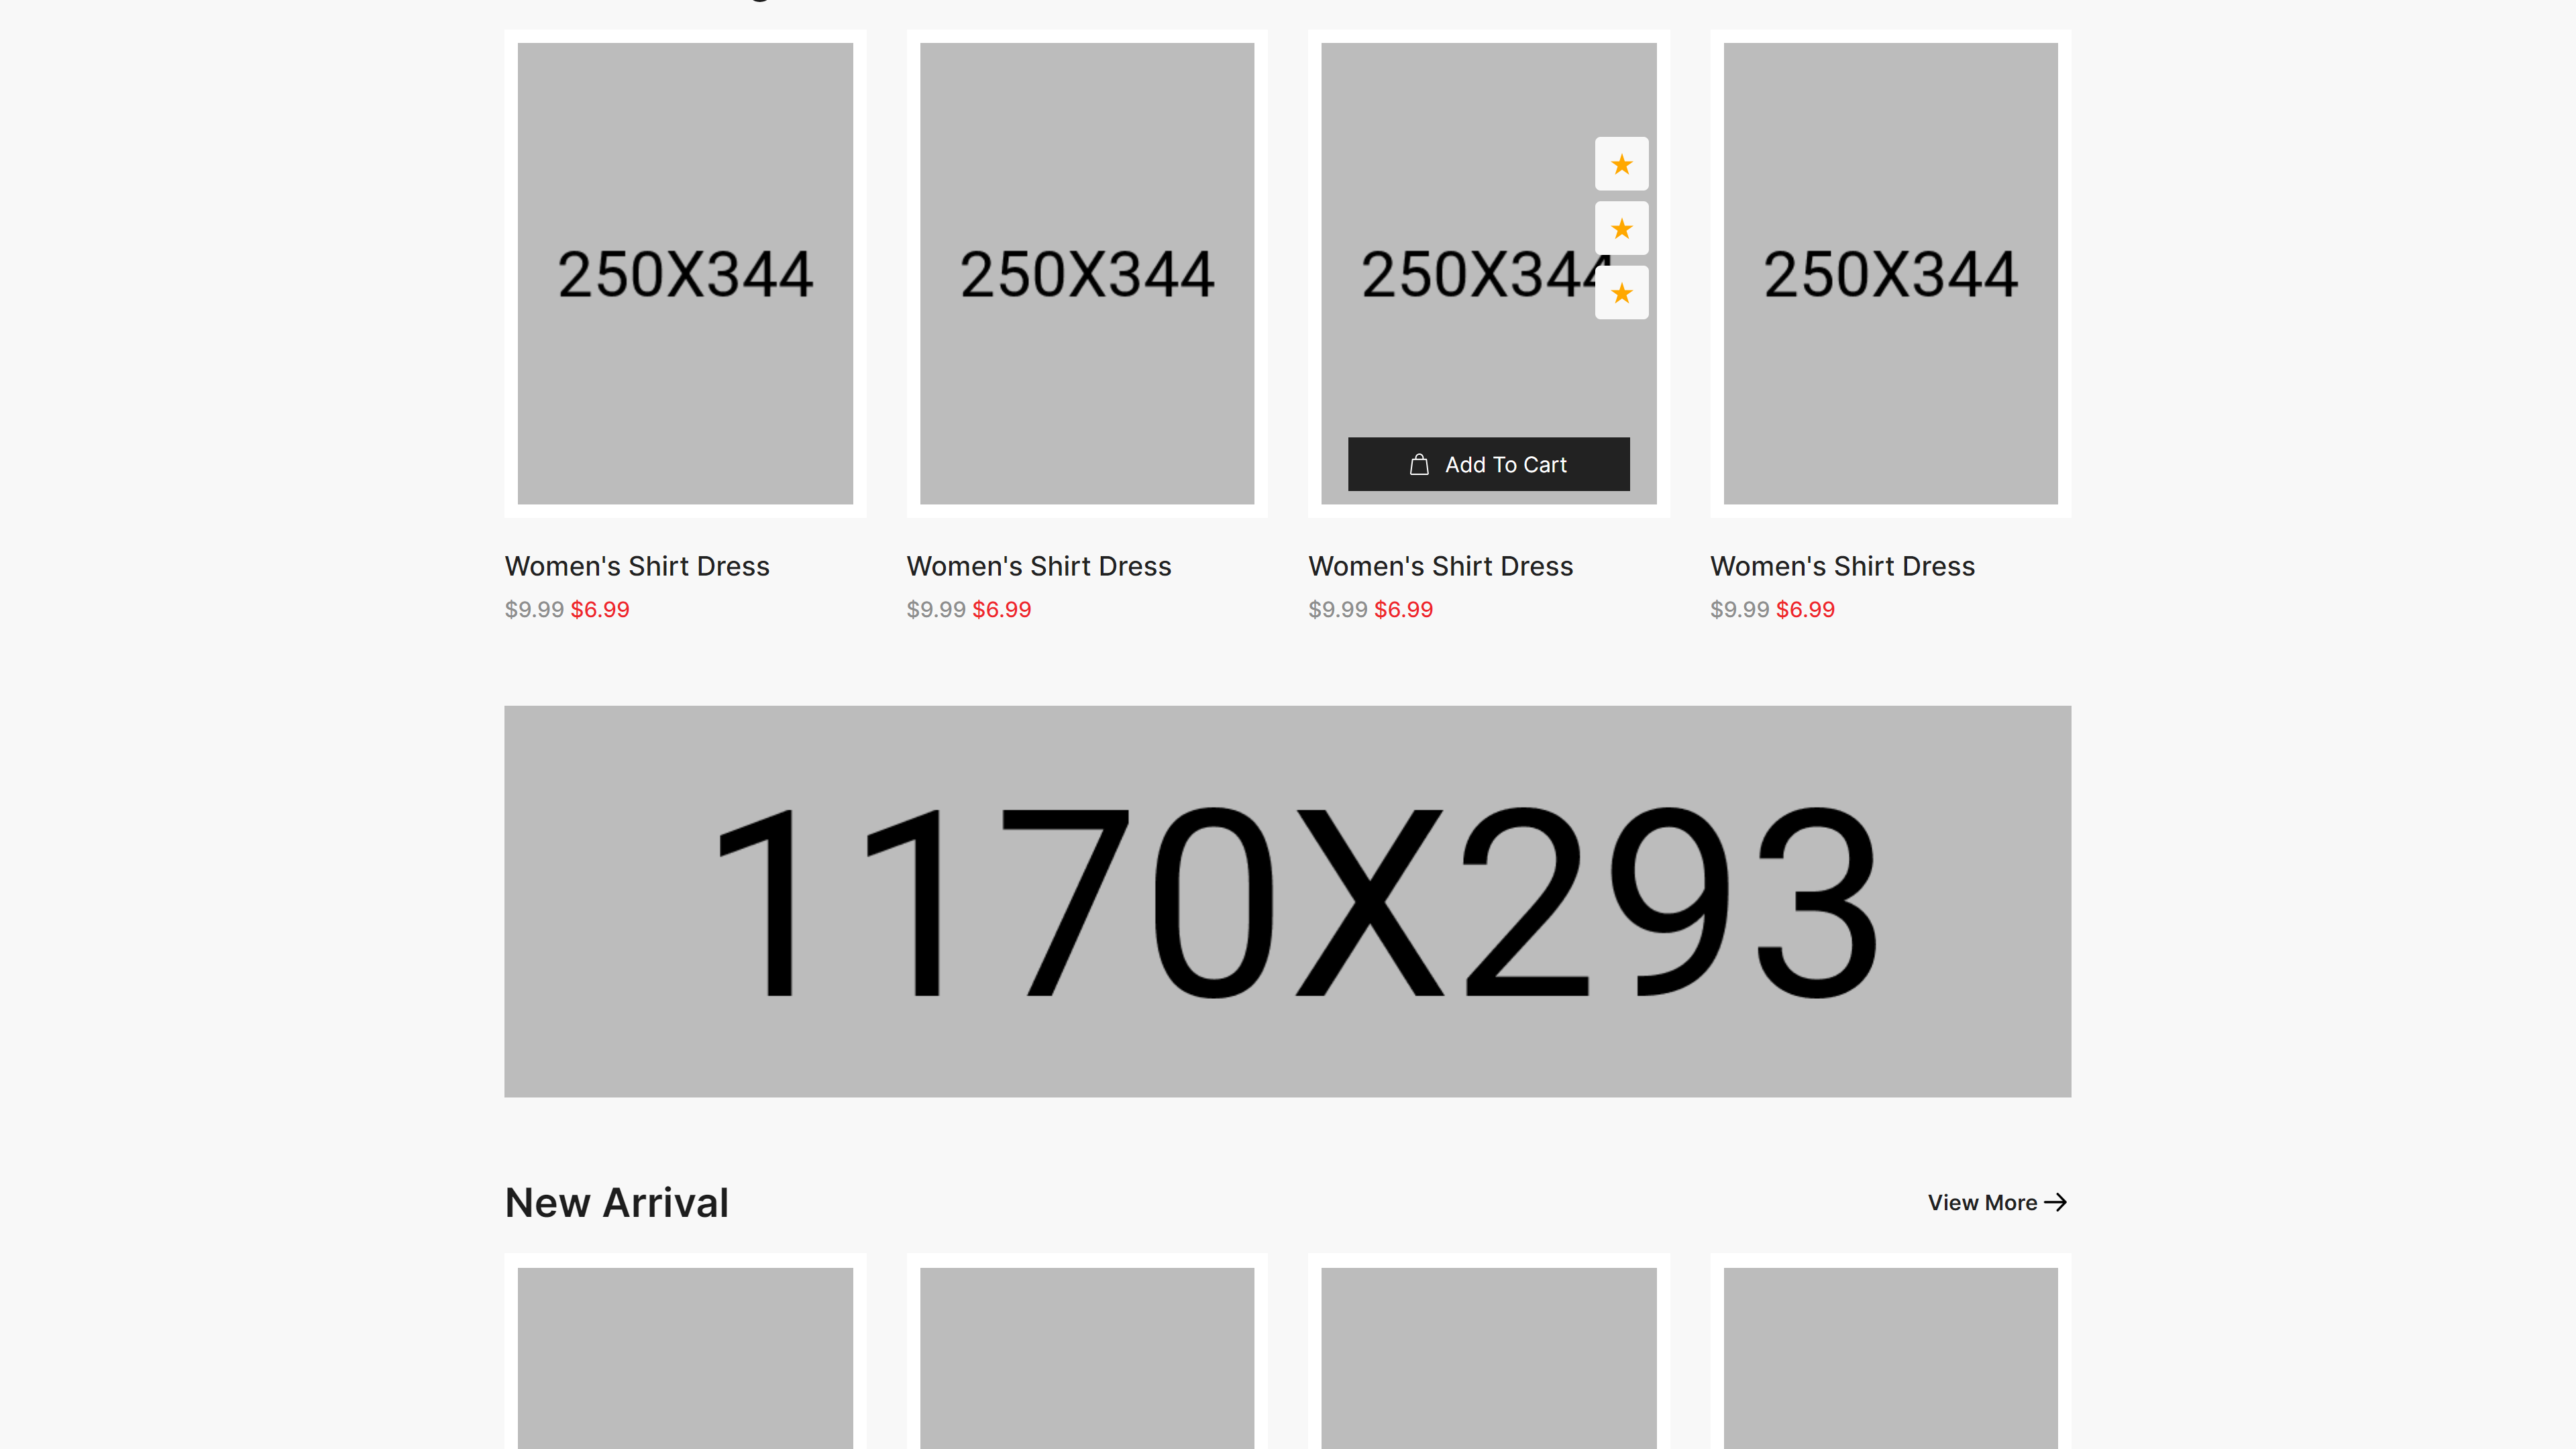 250X344 250X344 250X344 250X344
Add To Cart
Women's Shirt Dress Women's Shirt Dress Women's Shirt Dress Women's Shirt Dress
$9.99 $6.99 $9.99 $6.99 $9.99 $6.99 $9.99 $6.99
1170X293
New Arrival View More